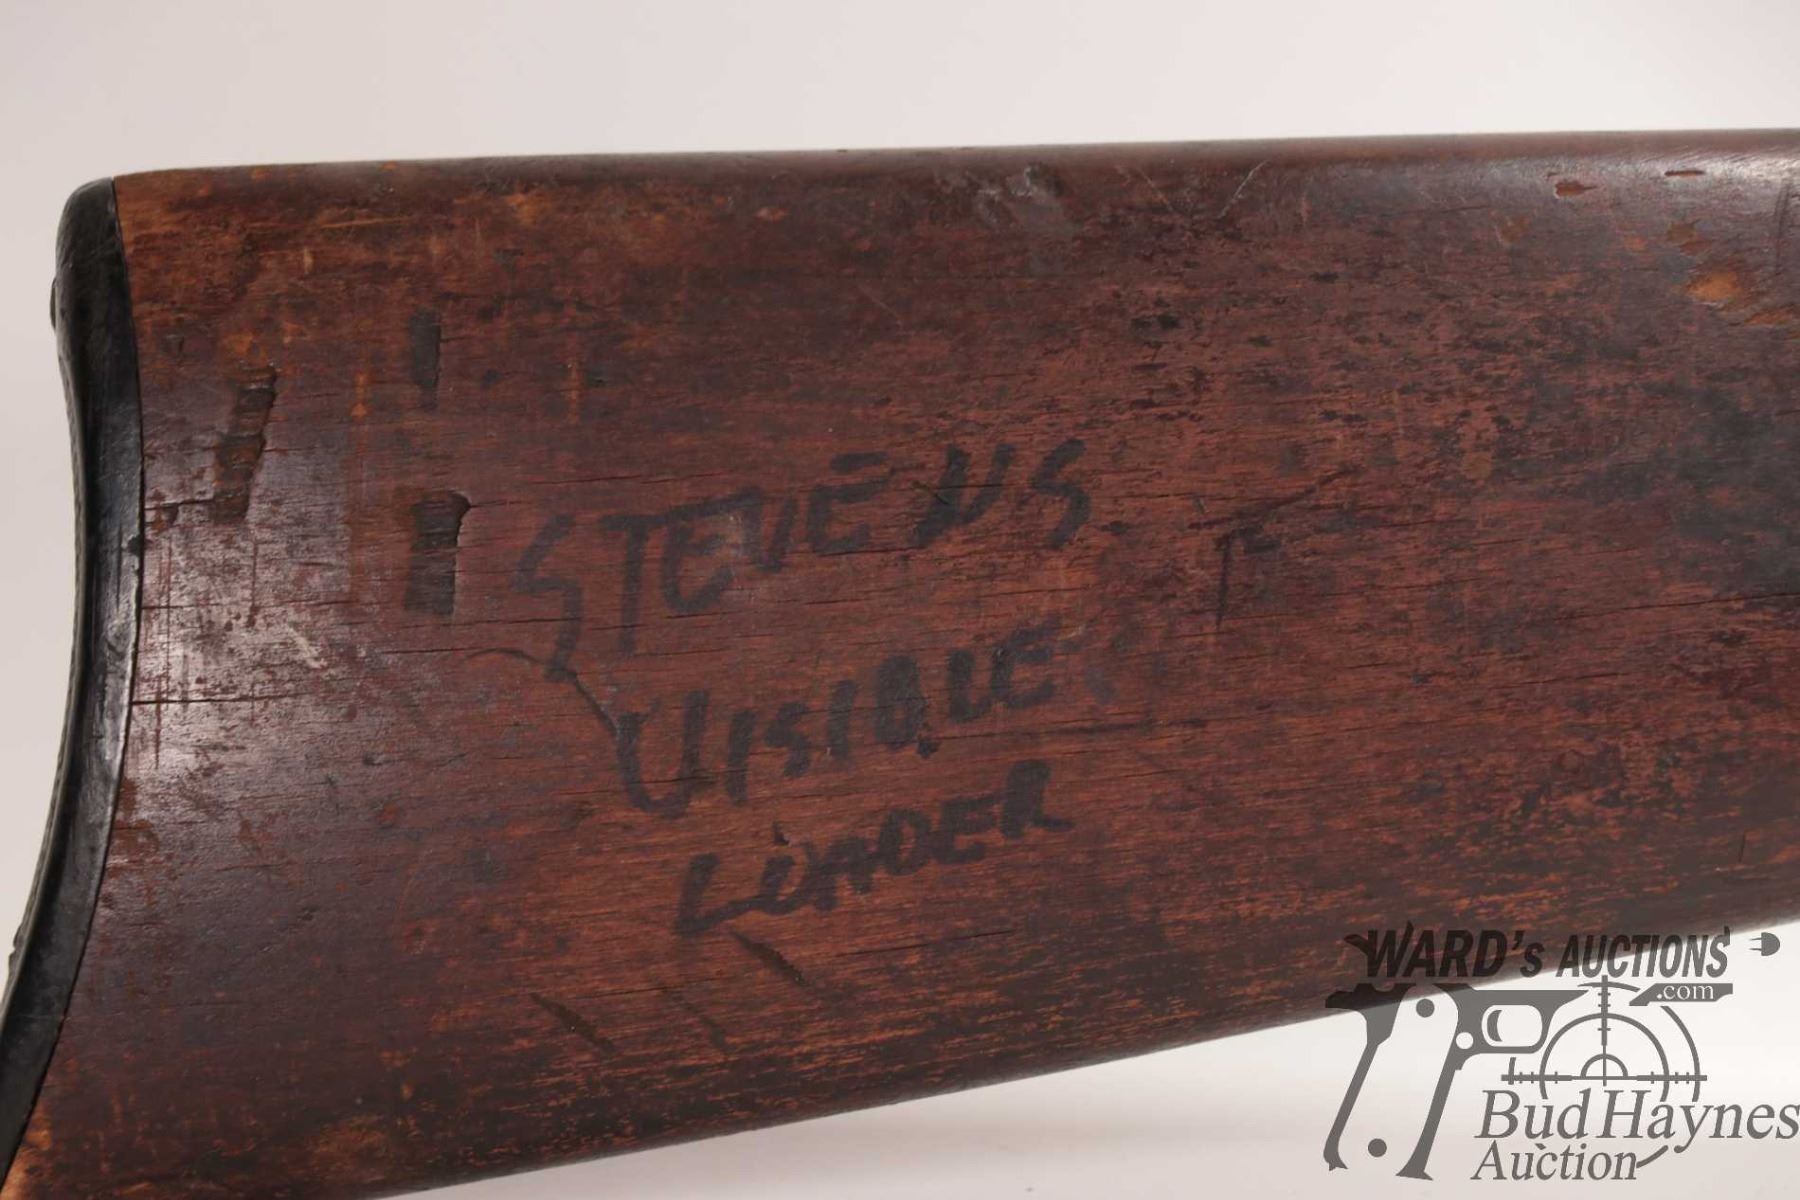 STEVENS
VISIBLE
LOADER
WARD's AUCTIONS
.com
Bud Haynes
Auction